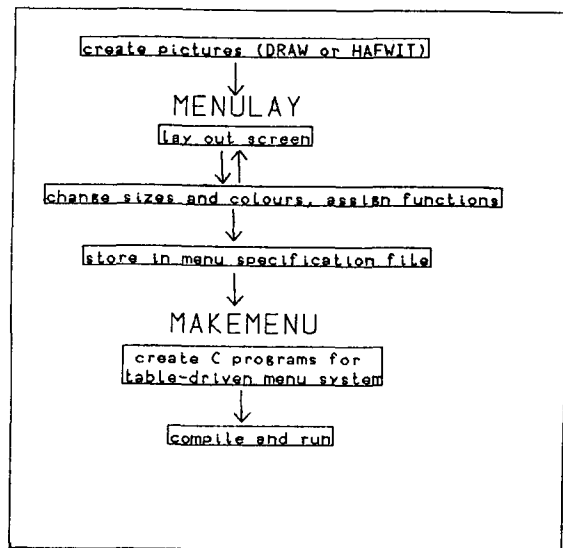 create pictures (DRAW or HAFWIT)
MENULAY
lay out screen
change sizes and colours, assign functions
store in menu specification file
MAKEMENU
create C programs for
table-driven menu system
compile and run